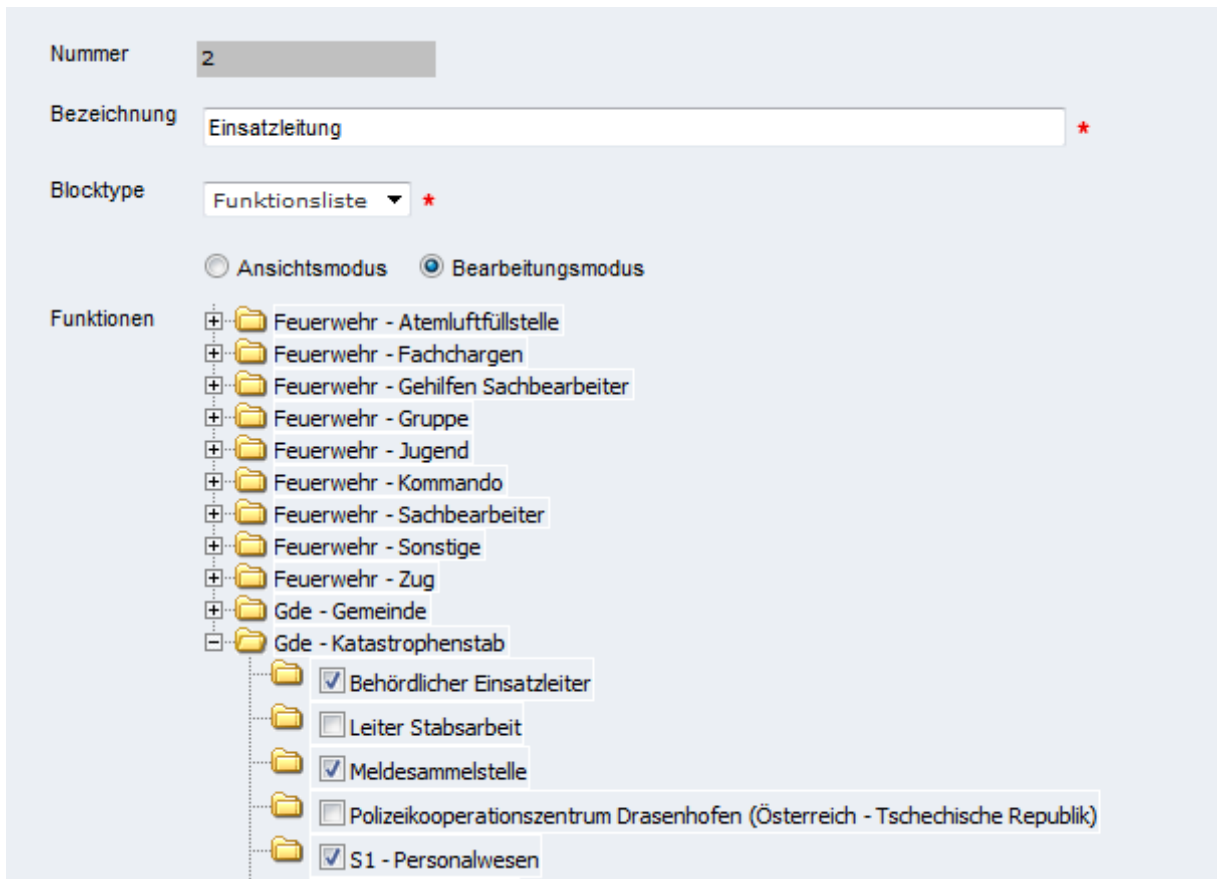 Nummer 2
Bezeichnung Einsatzleitung *
Blocktype Funktionsliste *
Ansichtsmodus Bearbeitungsmodus
Funktionen Feuerwehr - Atemluftfüllstelle
Feuerwehr - Fachchargen
Feuerwehr - Gehilfen Sachbearbeiter
Feuerwehr - Gruppe
Feuerwehr - Jugend
Feuerwehr - Kommando
Feuerwehr - Sachbearbeiter
Feuerwehr - Sonstige
Feuerwehr - Zug
Gde - Gemeinde
Gde - Katastrophenstab
Behördlicher Einsatzleiter
Leiter Stabsarbeit
Meldesammelstelle
Polizeikooperationszentrum Drasenhofen (Österreich - Tschechische Republik)
S1 - Personalwesen